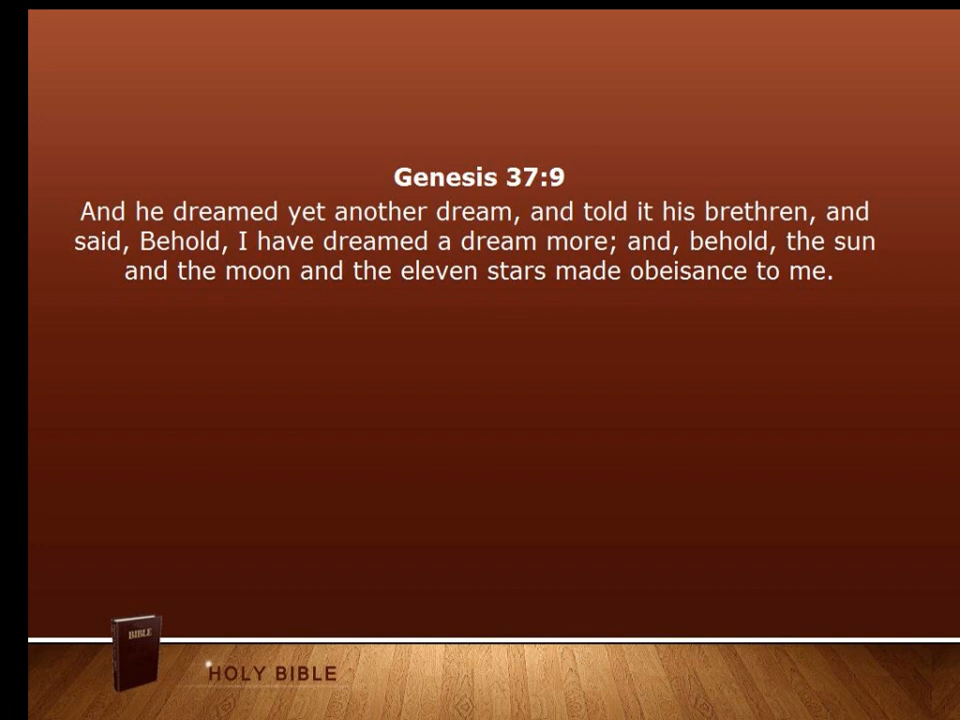 Genesis 37:9
And he dreamed yet another dream, and told it his brethren, and
said, Behold, I have dreamed a dream more; and, behold, the sun
and the moon and the eleven stars made obeisance to me.
BIBLE
HOLY BIBLE